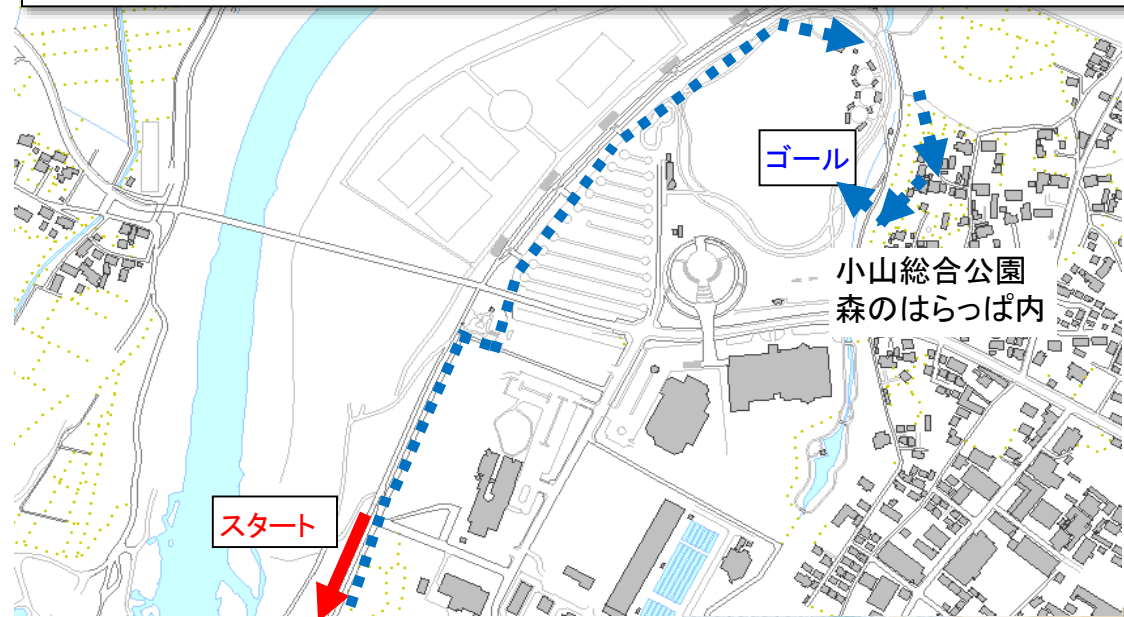 ゴール
小山総合公園
森のはらっぱ内
スタート